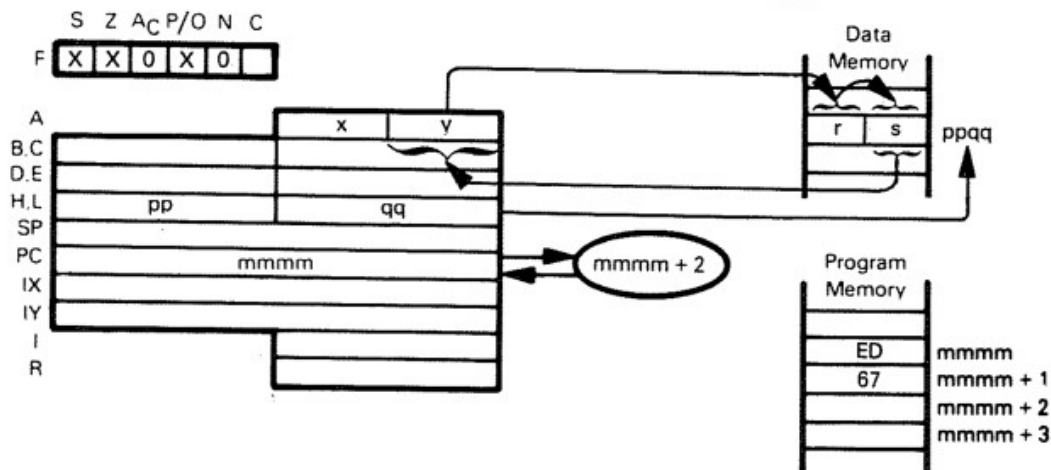 S Z AC P/O N C
F X X 0 X 0
A x y
B,C
D,E
H,L pp qq
SP
PC mmmm
IX
IY
I
R
mmmm + 2
Data
Memory
r s ppqq
Program
Memory
ED mmmm
67 mmmm + 1
mmmm + 2
mmmm + 3